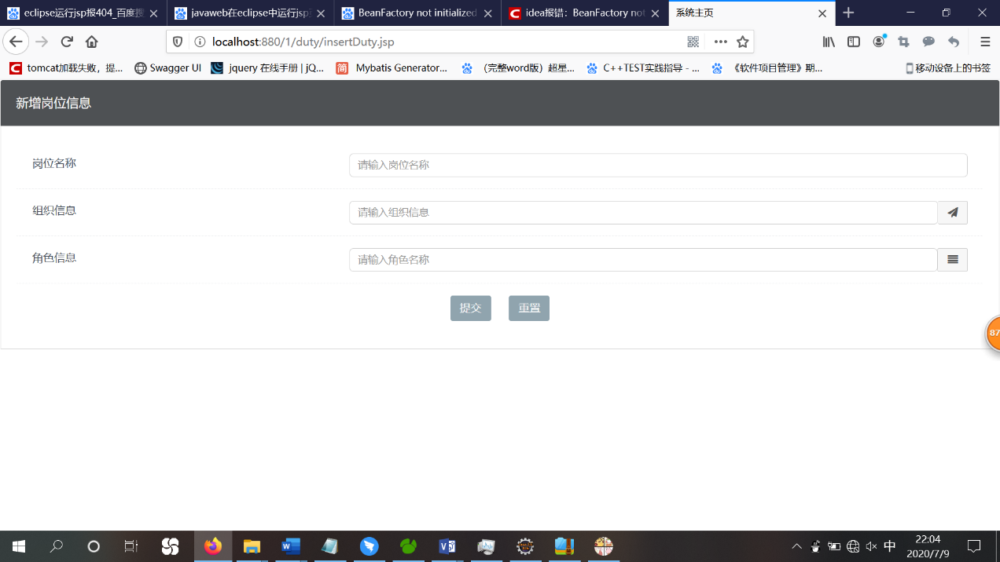 eclipse运行jsp报404_百度搜
javaweb在eclipse中运行jsp
BeanFactory not initialized
idea报错：BeanFactory not
系统主页
localhost:880/1/duty/insertDuty.jsp
tomcat加载失败，提...
Swagger UI
jquery 在线手册 | jQ...
简
Mybatis Generator...
（完整word版）超星...
C++TEST实践指导 - ...
《软件项目管理》期...
移动设备上的书签
新增岗位信息
岗位名称
请输入岗位名称
组织信息
请输入组织信息
角色信息
请输入角色名称
提交
重置
87
中
22:04
2020/7/9